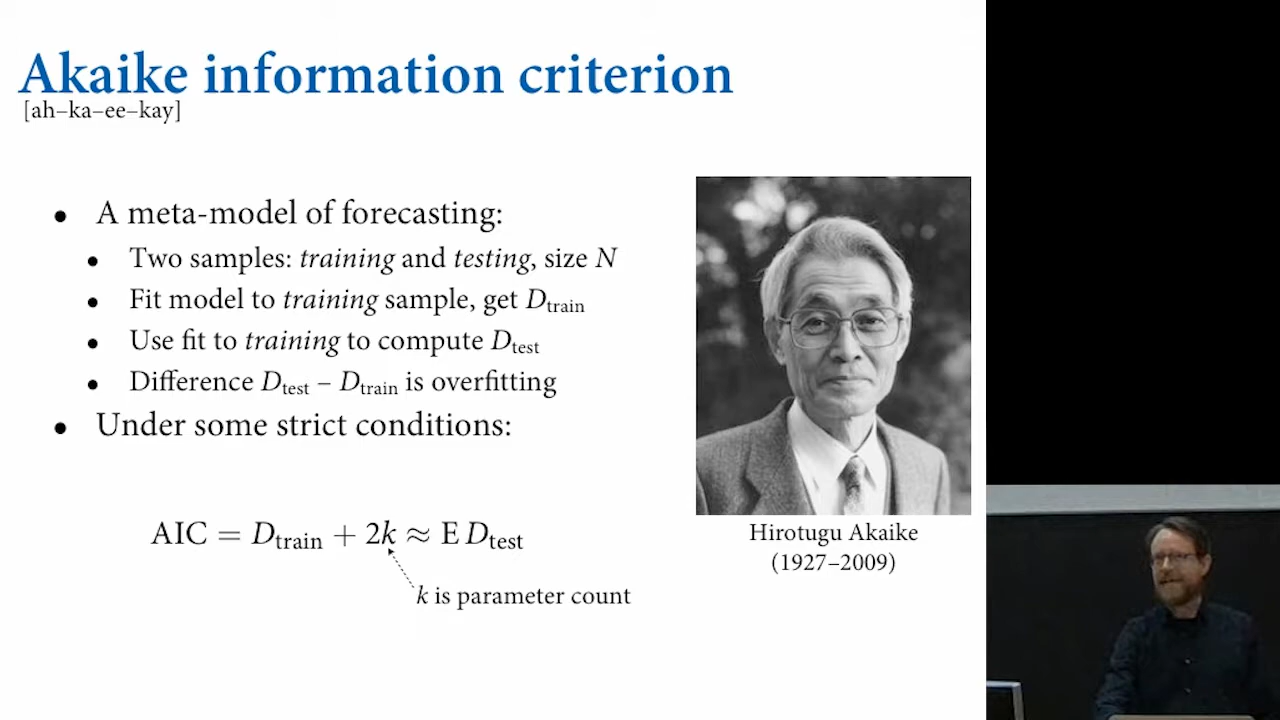 Akaike information criterion
[ah–ka–ee–kay]
• A meta-model of forecasting:
• Two samples: training and testing, size N
• Fit model to training sample, get D_train
• Use fit to training to compute D_test
• Difference D_test – D_train is overfitting
• Under some strict conditions:
AIC = D_train + 2k ≈ E D_test
k is parameter count
Hirotugu Akaike
(1927–2009)